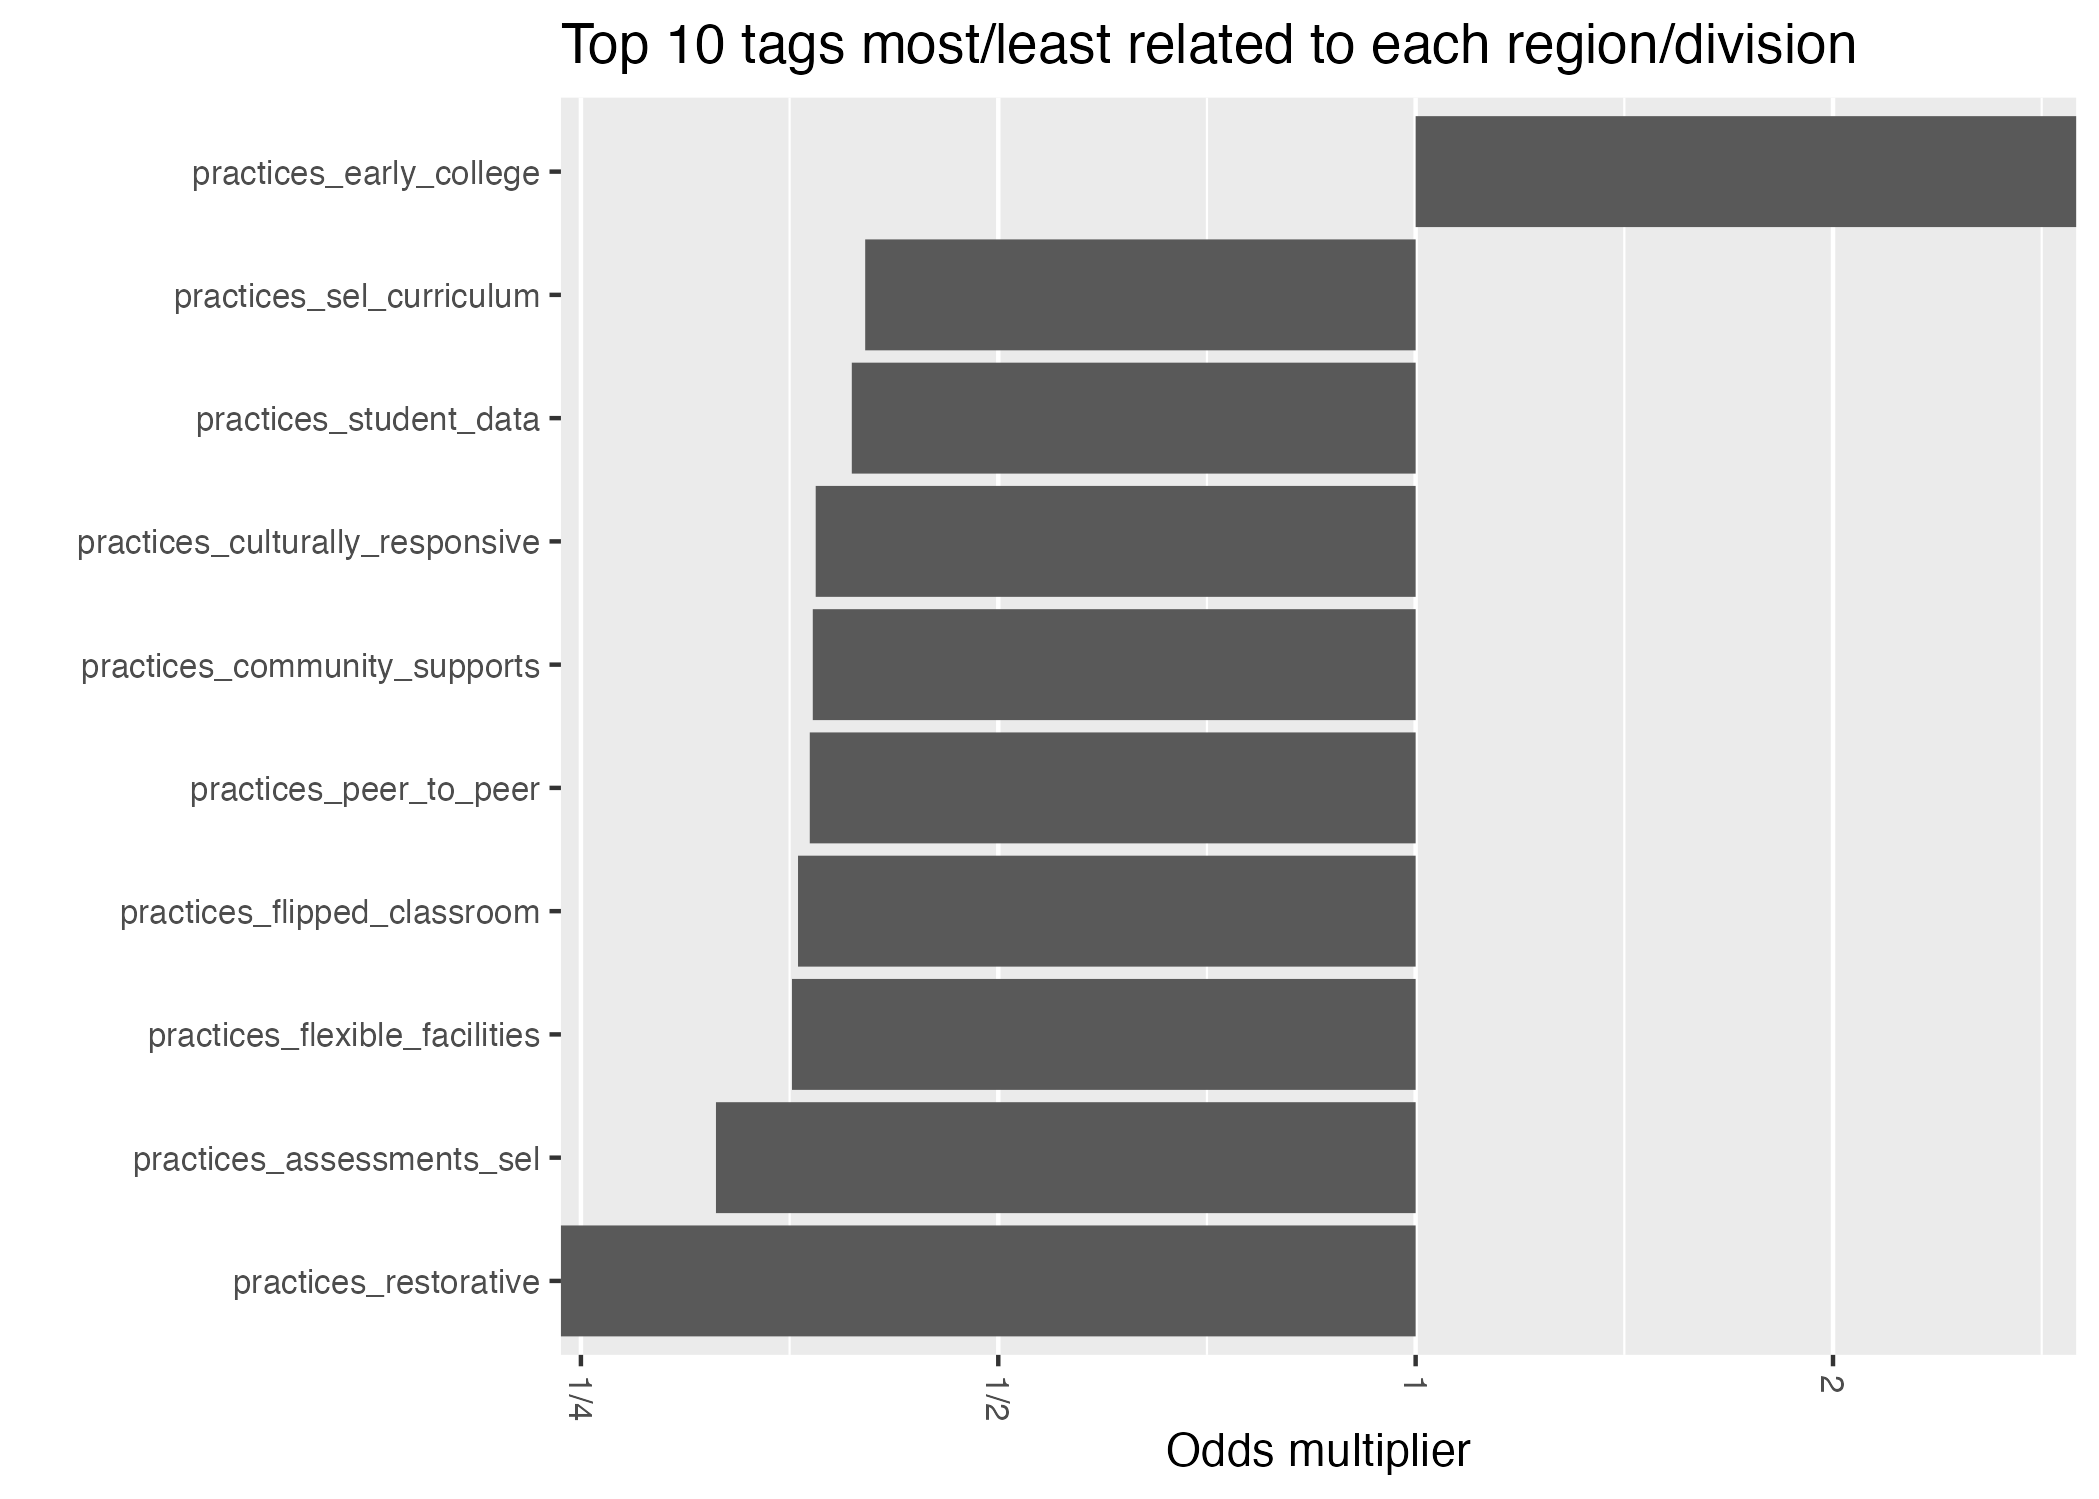 Top 10 tags most/least related to each region/division
practices_early_college
practices_sel_curriculum
practices_student_data
practices_culturally_responsive
practices_community_supports
practices_peer_to_peer
practices_flipped_classroom
practices_flexible_facilities
practices_assessments_sel
practices_restorative
1/4
1/2
1
2
Odds multiplier